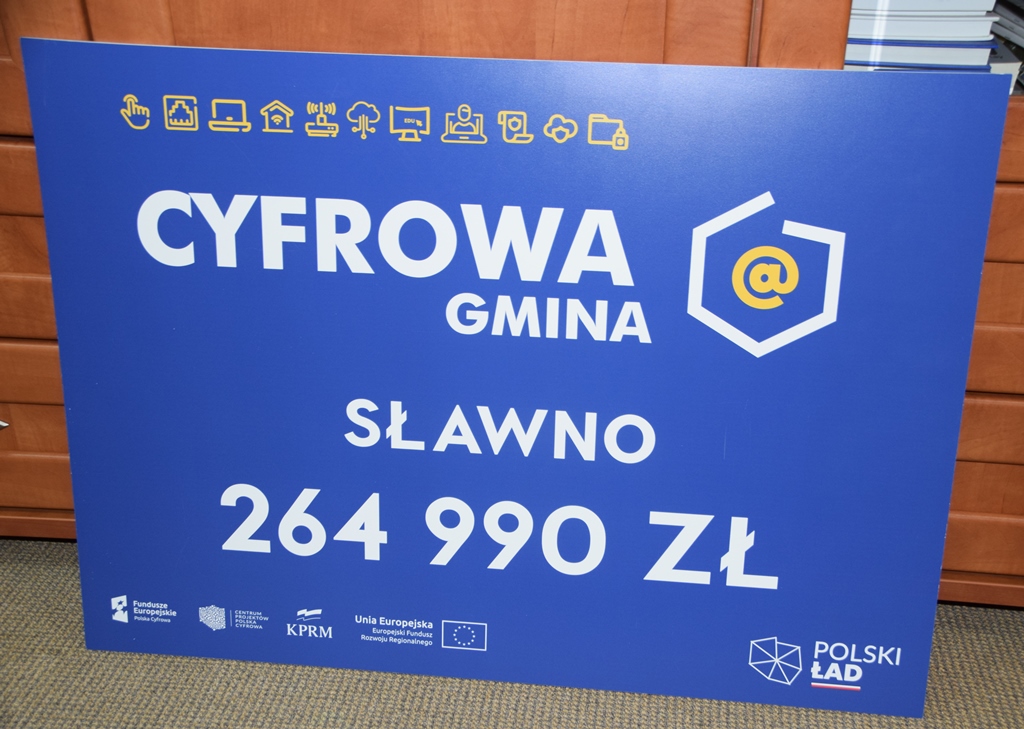 EDU
CYFROWA
GMINA
@
SŁAWNO
264 990 ZŁ
Fundusze
Europejskie
Polska Cyfrowa
CENTRUM
PROJEKTÓW
POLSKA
CYFROWA
KPRM
Unia Europejska
Europejski Fundusz
Rozwoju Regionalnego
POLSKI
ŁAD